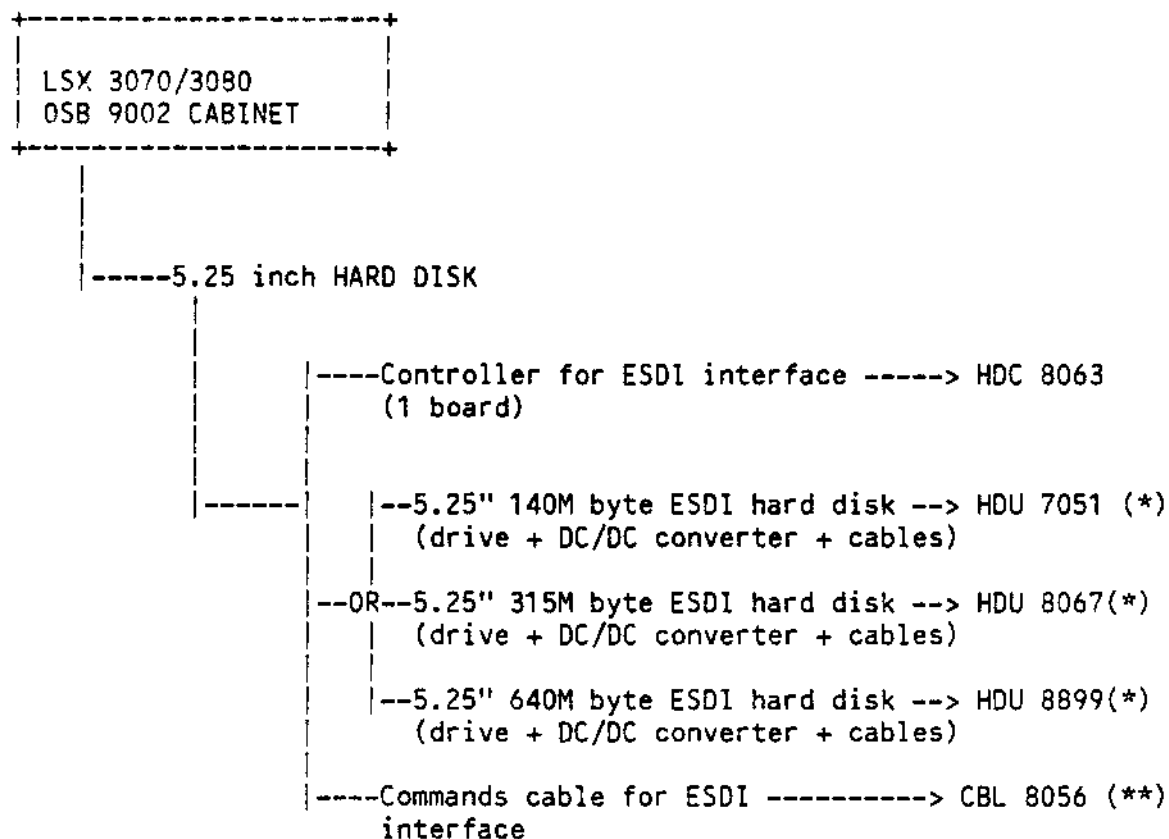 LSX 3070/3080
OSB 9002 CABINET
-----5.25 inch HARD DISK
----Controller for ESDI interface -----> HDC 8063
(1 board)
--5.25" 140M byte ESDI hard disk --> HDU 7051 (*)
(drive + DC/DC converter + cables)
--OR--5.25" 315M byte ESDI hard disk --> HDU 8067(*)
(drive + DC/DC converter + cables)
--5.25" 640M byte ESDI hard disk --> HDU 8899(*)
(drive + DC/DC converter + cables)
----Commands cable for ESDI ----------> CBL 8056 (**)
interface